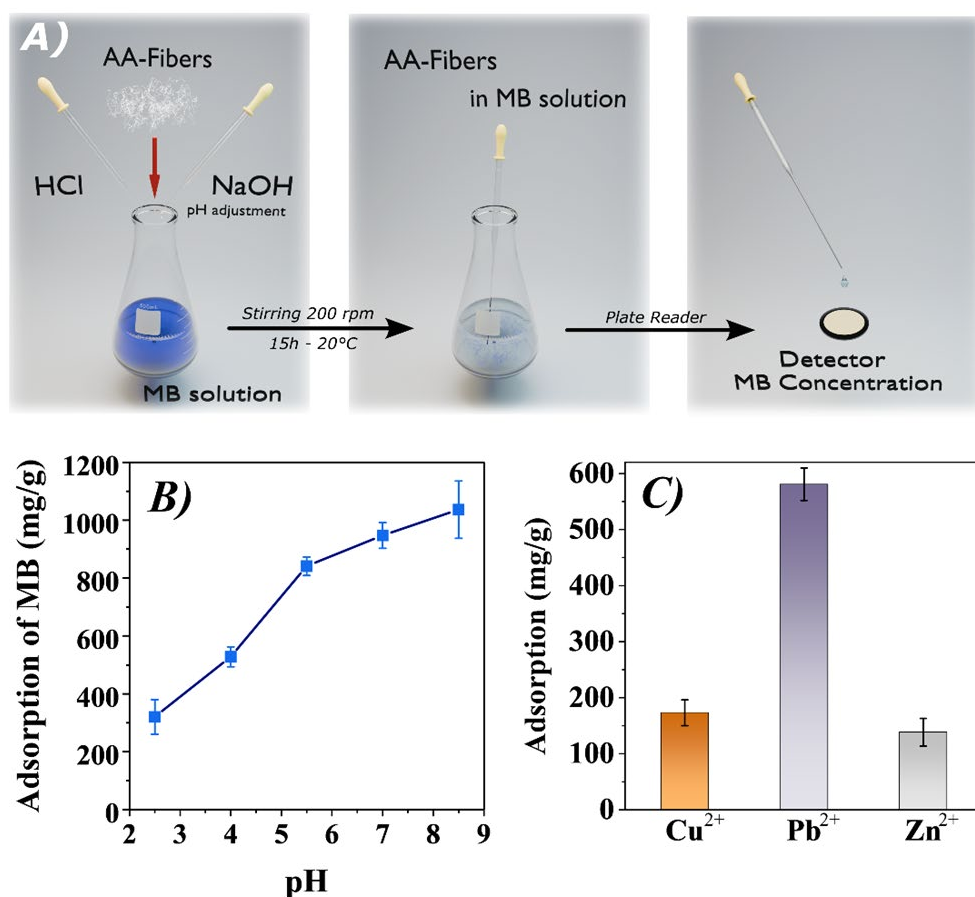 A)
AA-Fibers
HCl
NaOH
pH adjustment
MB solution
Stirring 200 rpm
15h - 20°C
AA-Fibers
in MB solution
Plate Reader
Detector
MB Concentration
B)
Adsorption of MB (mg/g)
1200
1000
800
600
400
200
0
2 3 4 5 6 7 8 9
pH
C)
Adsorption (mg/g)
600
500
400
300
200
100
0
Cu²⁺ Pb²⁺ Zn²⁺